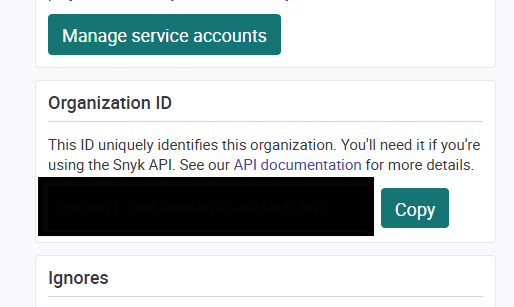 Manage service accounts
Organization ID
This ID uniquely identifies this organization. You'll need it if you're
using the Snyk API. See our API documentation for more details.
Copy
Ignores